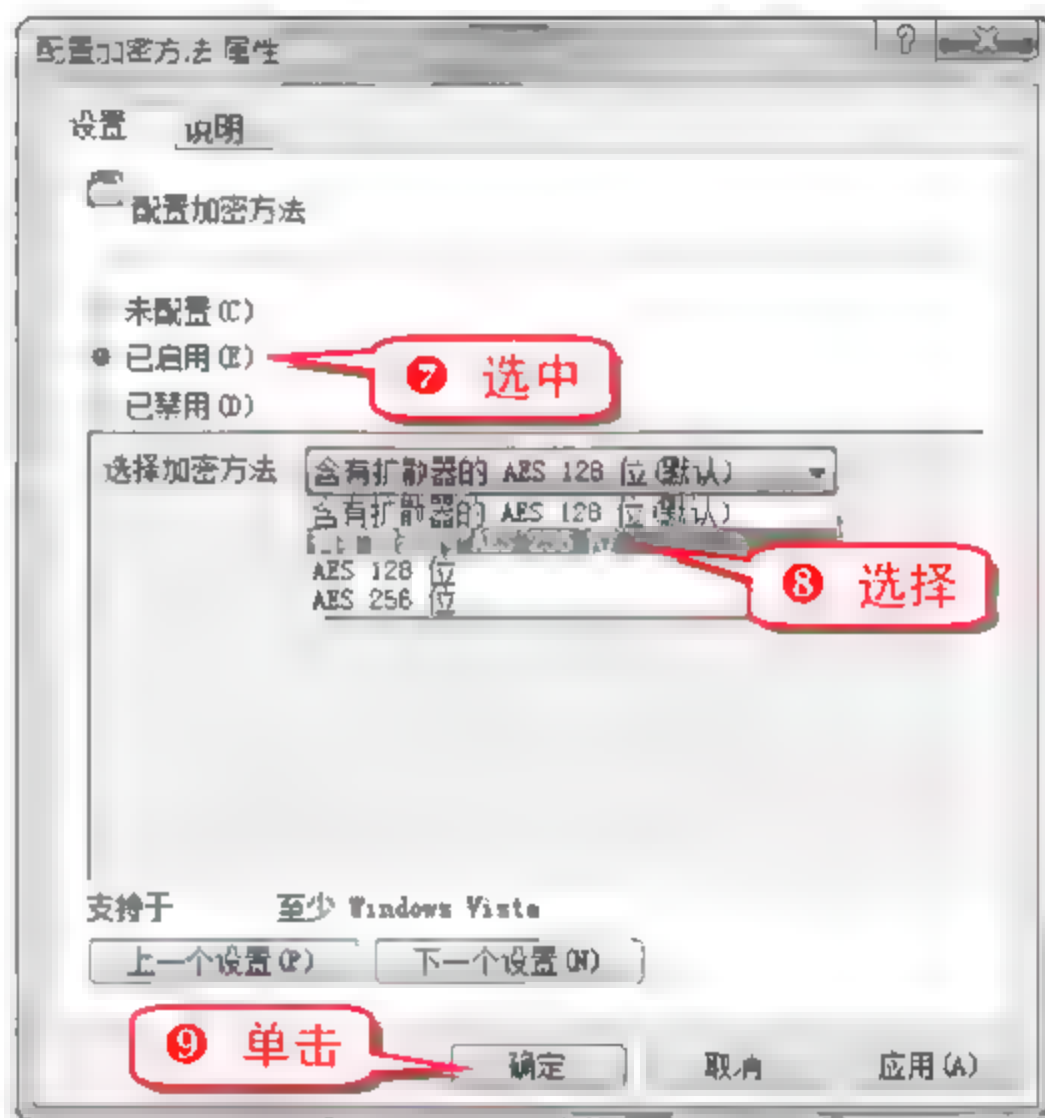 配置加密方法 属性
设置 说明
配置加密方法
未配置(C)
已启用(E)
❼ 选中
已禁用(D)
选择加密方法 含有扩散器的 AES 128 位(默认)
含有扩散器的 AES 128 位(默认)
AES 128 位
AES 256 位
❽ 选择
支持于 至少 Windows Vista
上一个设置(P) 下一个设置(N)
❾ 单击
确定 取消 应用(A)